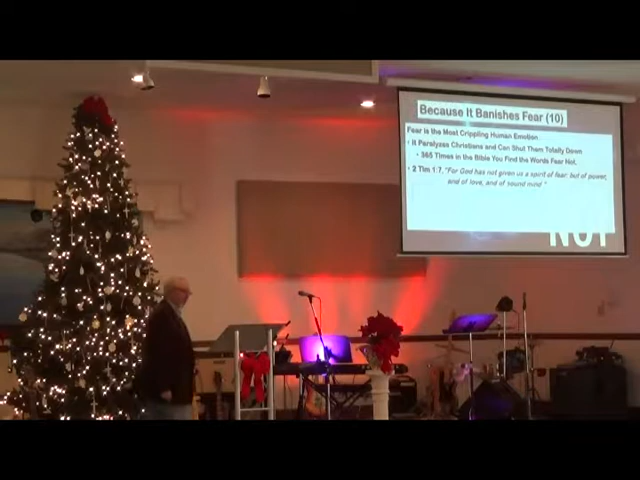 Because It Banishes Fear (10)
Fear is the Most Crippling Human Emotion
• It Paralyzes Christians and Can Shut Them Totally Down
• 365 Times in the Bible You Find the Words Fear Not.
• 2 Tim 1:7, "For God has not given us a spirit of fear, but of power,
and of love, and of sound mind"
NOT